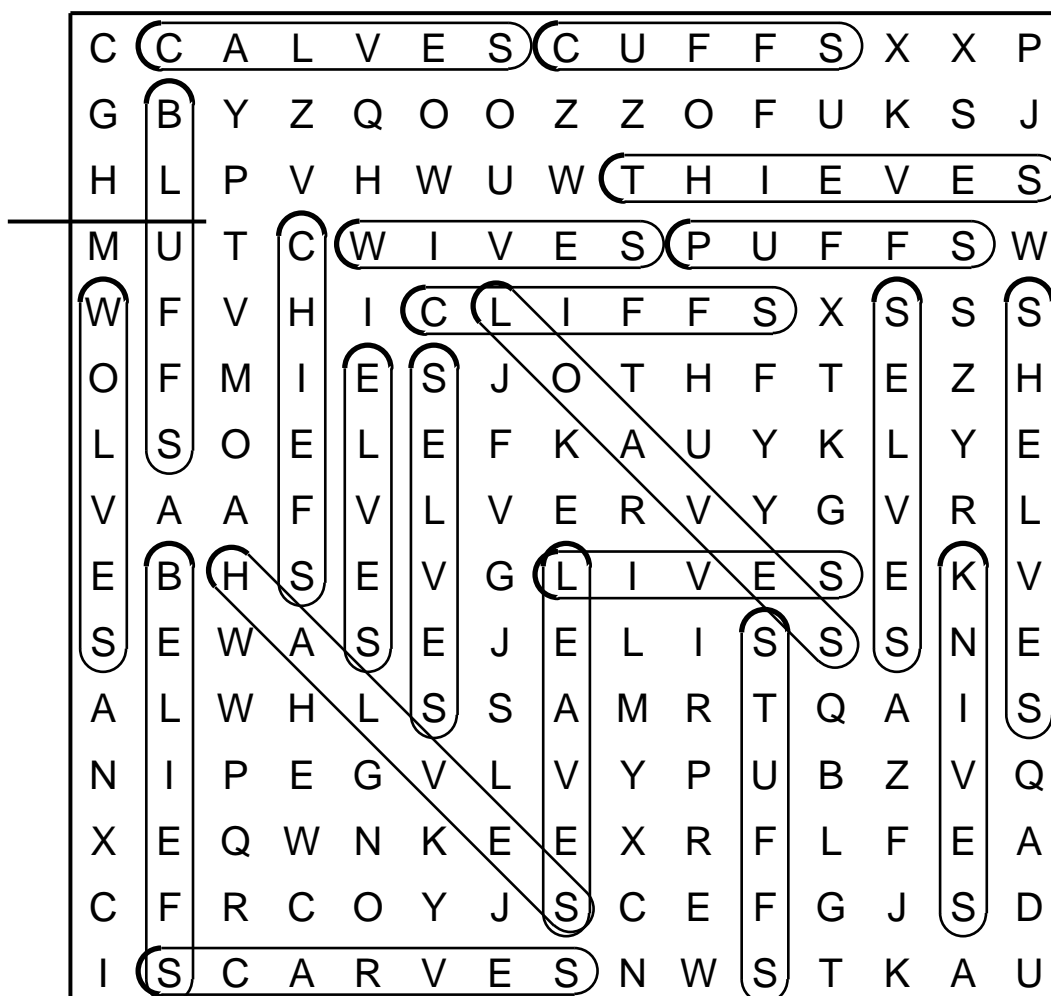 C C A L V E S C U F F S X X P
G B Y Z Q O O Z Z O F U K S J
H L P V H W U W T H I E V E S
M U T C W I V E S P U F F S W
W F V H I C L I F F S X S S S
O F M I E S J O T H F T E Z H
L S O E L E F K A U Y K L Y E
V A A F V L V E R V Y G V R L
E B H S E V G L I V E S E K V
S E W A S E J E L I S S S N E
A L W H L S S A M R T Q A I S
N I P E G V L V Y P U B Z V Q
X E Q W N K E E X R F L F E A
C F R C O Y J S C E F G J S D
I S C A R V E S N W S T K A U